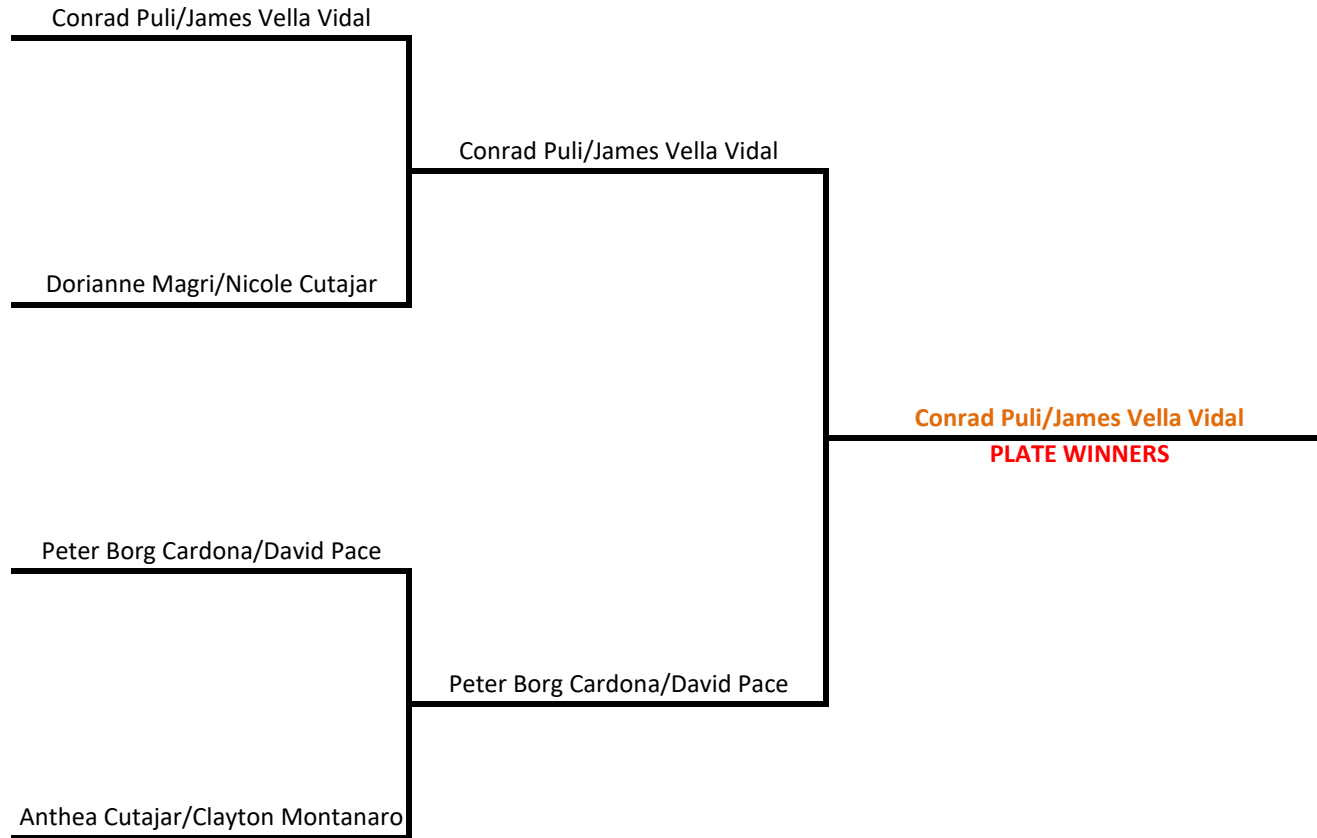 Conrad Puli/James Vella Vidal
Conrad Puli/James Vella Vidal
Dorianne Magri/Nicole Cutajar
Conrad Puli/James Vella Vidal
PLATE WINNERS
Peter Borg Cardona/David Pace
Peter Borg Cardona/David Pace
Anthea Cutajar/Clayton Montanaro